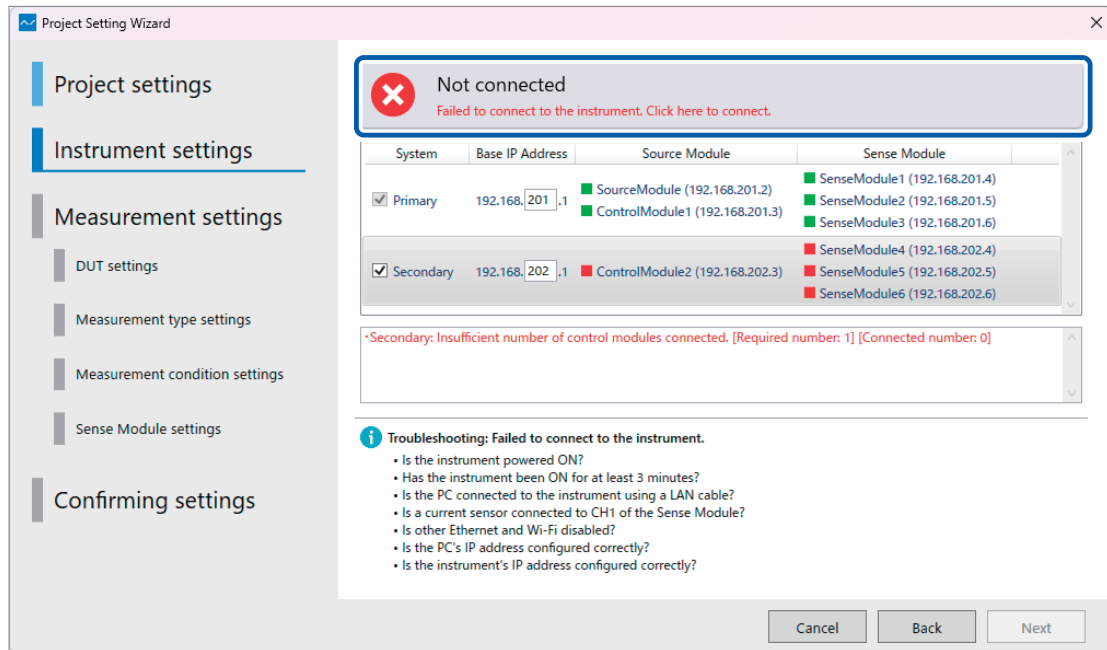 Project Setting Wizard
Project settings
Instrument settings
Measurement settings
DUT settings
Measurement type settings
Measurement condition settings
Sense Module settings
Confirming settings
Not connected
Failed to connect to the instrument. Click here to connect.
System Base IP Address Source Module Sense Module
Primary 192.168. 201 .1 SourceModule (192.168.201.2) SenseModule1 (192.168.201.4)
ControlModule1 (192.168.201.3) SenseModule2 (192.168.201.5)
SenseModule3 (192.168.201.6)
Secondary 192.168. 202 .1 ControlModule2 (192.168.202.3) SenseModule4 (192.168.202.4)
SenseModule5 (192.168.202.5)
SenseModule6 (192.168.202.6)
・Secondary: Insufficient number of control modules connected. [Required number: 1] [Connected number: 0]
Troubleshooting: Failed to connect to the instrument.
• Is the instrument powered ON?
• Has the instrument been ON for at least 3 minutes?
• Is the PC connected to the instrument using a LAN cable?
• Is a current sensor connected to CH1 of the Sense Module?
• Is other Ethernet and Wi-Fi disabled?
• Is the PC's IP address configured correctly?
• Is the instrument's IP address configured correctly?
Cancel Back Next